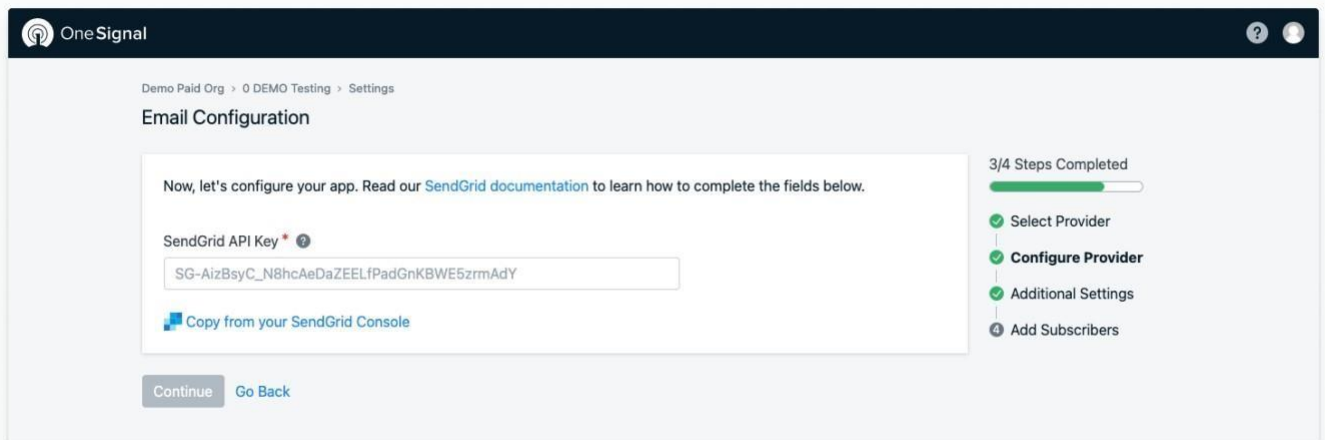 OneSignal
Demo Paid Org > 0 DEMO Testing > Settings
Email Configuration
Now, let's configure your app. Read our SendGrid documentation to learn how to complete the fields below.
SendGrid API Key * ?
SG-AizBsyC_N8hcAeDaZEELfPadGnKBWE5zrmAdY
Copy from your SendGrid Console
Continue Go Back
3/4 Steps Completed
Select Provider
Configure Provider
Additional Settings
4 Add Subscribers